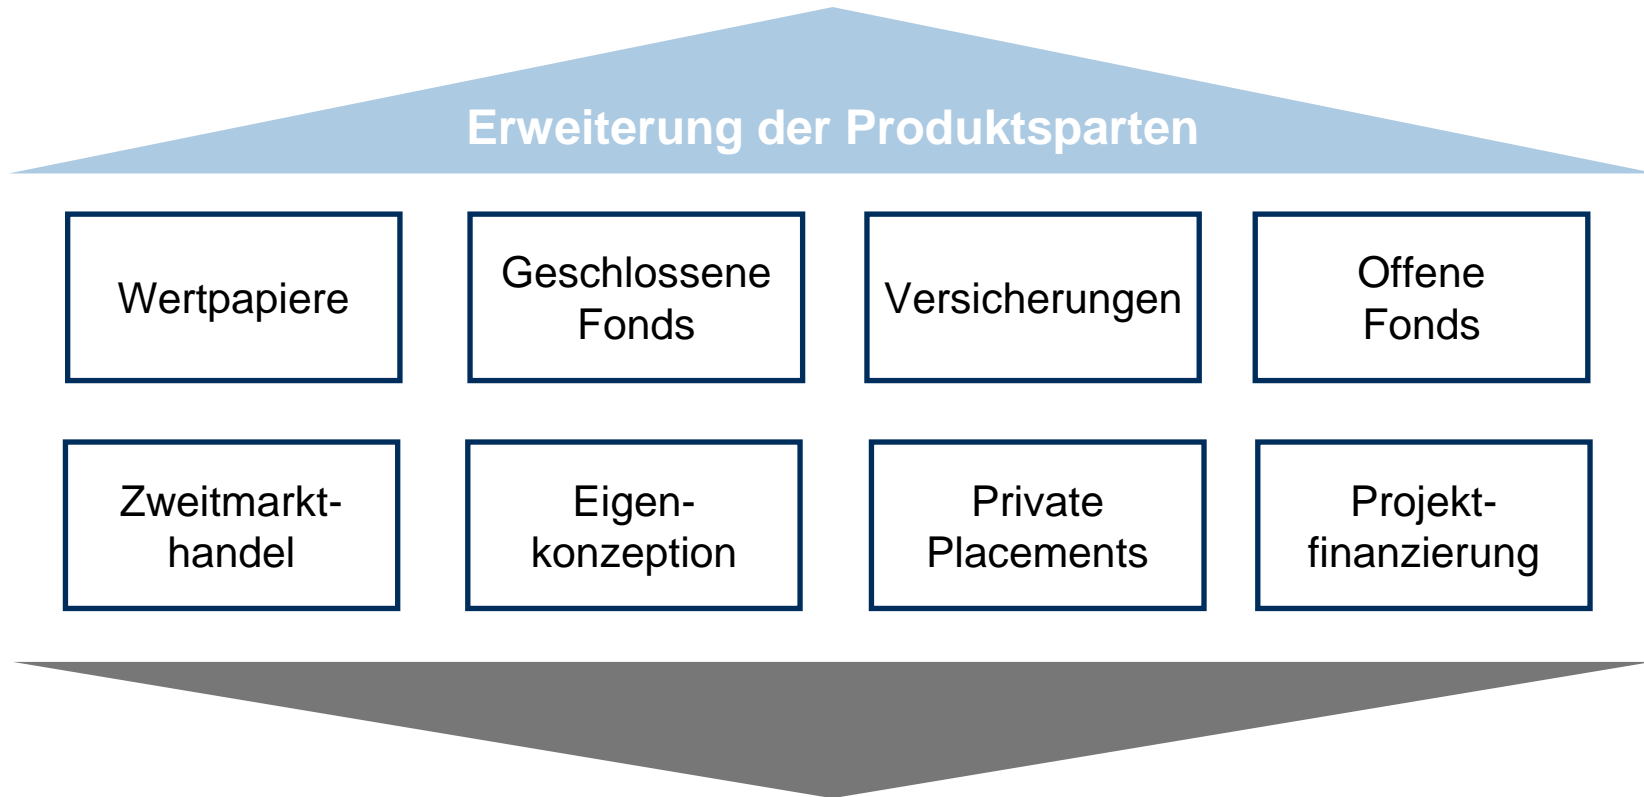 Erweiterung der Produktsparten
Wertpapiere
Geschlossene
Fonds
Versicherungen
Offene
Fonds
Zweitmarkt-
handel
Eigen-
konzeption
Private
Placements
Projekt-
finanzierung